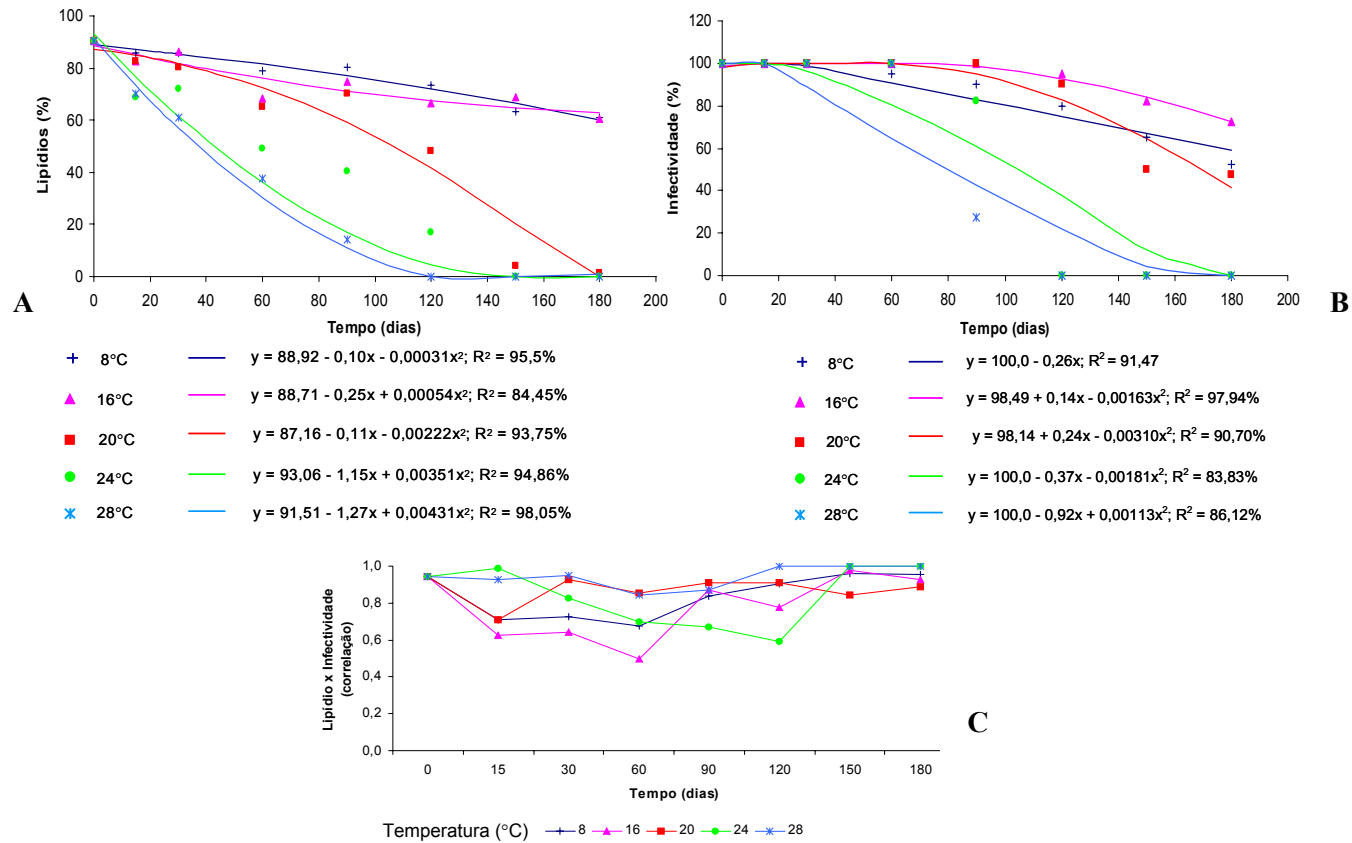 100
80
60
40
20
0
Lipídios (%)
0 20 40 60 80 100 120 140 160 180 200
Tempo (dias)
A
8°C y = 88,92 - 0,10x - 0,00031x²; R² = 95,5%
16°C y = 88,71 - 0,25x + 0,00054x²; R² = 84,45%
20°C y = 87,16 - 0,11x - 0,00222x²; R² = 93,75%
24°C y = 93,06 - 1,15x + 0,00351x²; R² = 94,86%
28°C y = 91,51 - 1,27x + 0,00431x²; R² = 98,05%
120
100
80
60
40
20
0
Infectividade (%)
0 20 40 60 80 100 120 140 160 180 200
Tempo (dias)
B
8°C y = 100,0 - 0,26x; R² = 91,47
16°C y = 98,49 + 0,14x - 0,00163x²; R² = 97,94%
20°C y = 98,14 + 0,24x - 0,00310x²; R² = 90,70%
24°C y = 100,0 - 0,37x - 0,00181x²; R² = 83,83%
28°C y = 100,0 - 0,92x + 0,00113x²; R² = 86,12%
1,0
0,8
0,6
0,4
0,2
0,0
Lipídio x Infectividade
(correlação)
0 15 30 60 90 120 150 180
Tempo (dias)
C
Temperatura (°C) 8 16 20 24 28